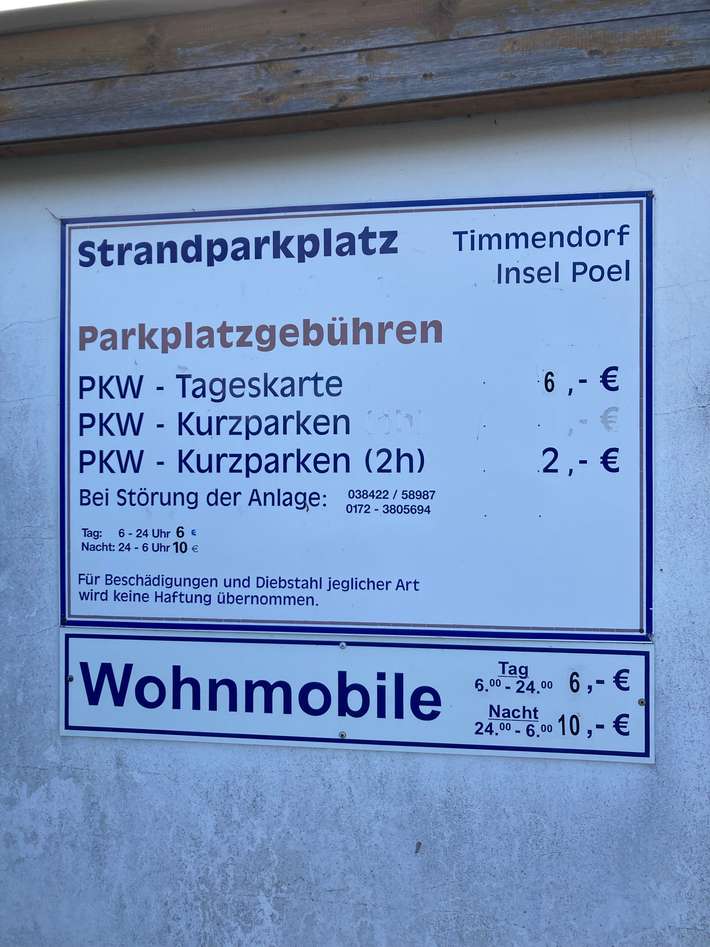 Strandparkplatz Timmendorf
Insel Poel
Parkplatzgebühren
PKW - Tageskarte 6,- €
PKW - Kurzparken ,- €
PKW - Kurzparken (2h) 2,- €
Bei Störung der Anlage: 038422 / 58987
0172 - 3805694
Tag: 6 - 24 Uhr 6 €
Nacht: 24 - 6 Uhr 10 €
Für Beschädigungen und Diebstahl jeglicher Art
wird keine Haftung übernommen.
Wohnmobile
Tag
6.00 - 24.00 6,- €
Nacht
24.00 - 6.00 10,- €